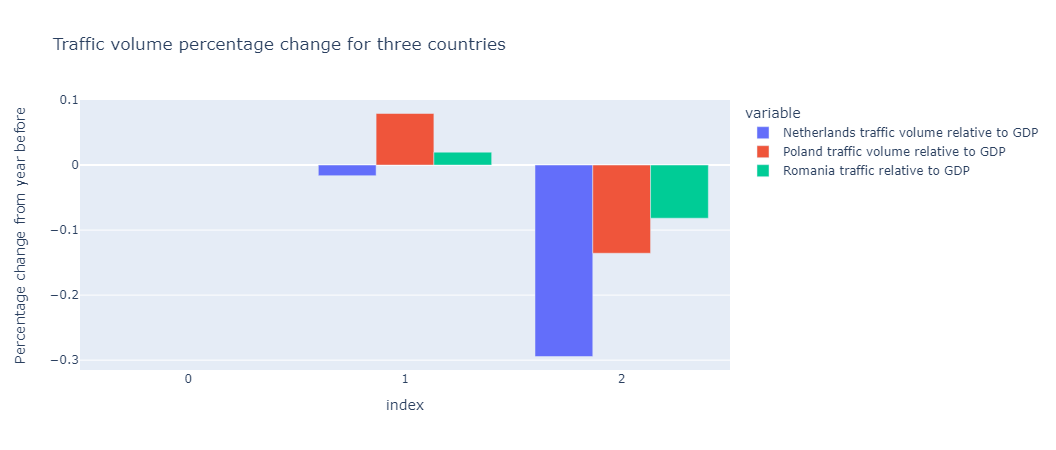 Traffic volume percentage change for three countries
Percentage change from year before
0.1
0
−0.1
−0.2
−0.3
0
1
2
index
variable
Netherlands traffic volume relative to GDP
Poland traffic volume relative to GDP
Romania traffic relative to GDP